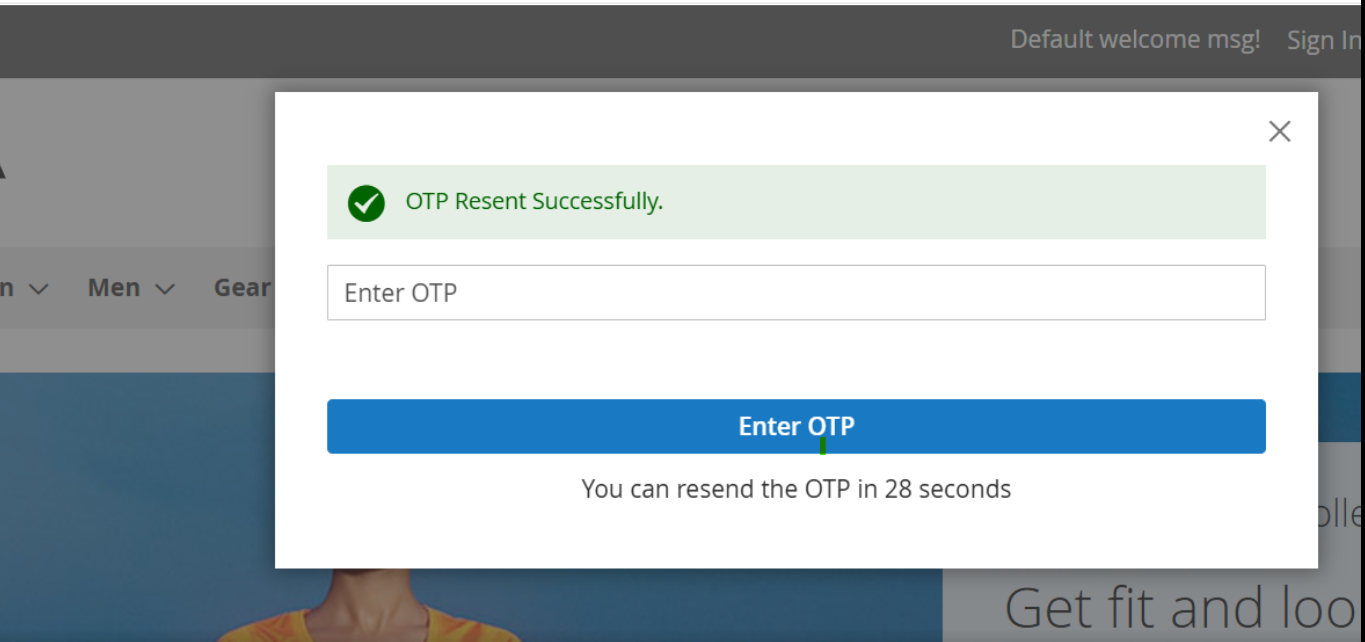 Default welcome msg! Sign In
OTP Resent Successfully.
n Men Gear
Enter OTP
Enter OTP
You can resend the OTP in 28 seconds
olle
Get fit and loo